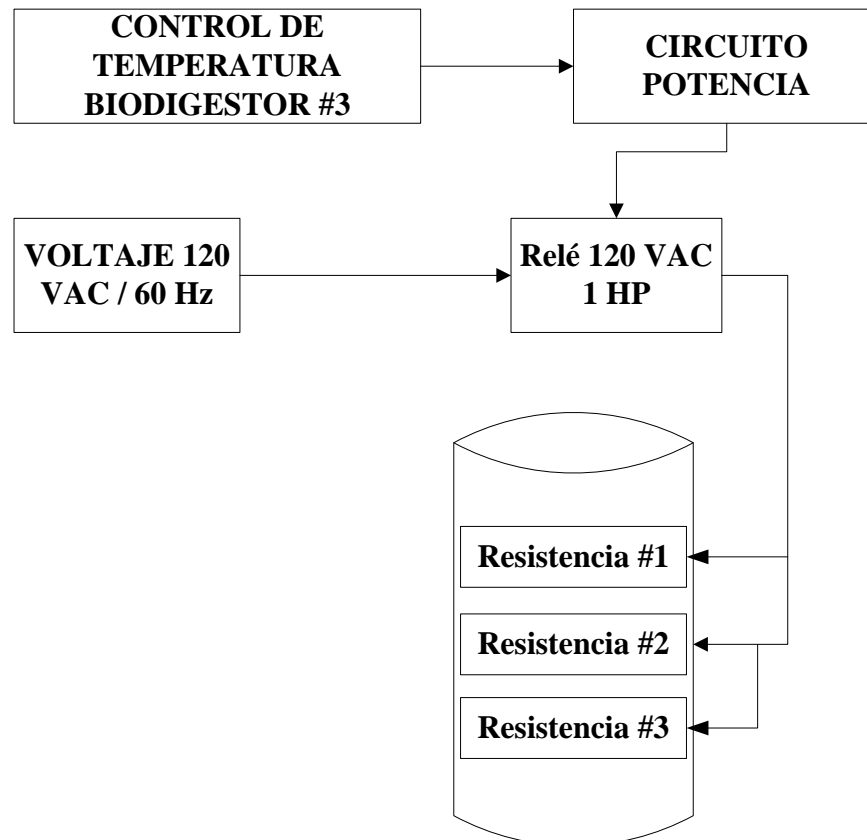 CONTROL DE
TEMPERATURA
BIODIGESTOR #3
CIRCUITO
POTENCIA
VOLTAJE 120
VAC / 60 Hz
Relé 120 VAC
1 HP
Resistencia #1
Resistencia #2
Resistencia #3